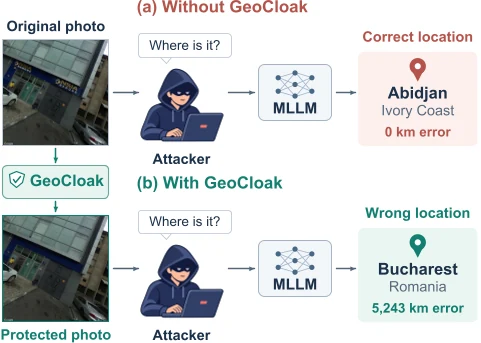 (a) Without GeoCloak
Original photo
Where is it?
MLLM
Attacker
Correct location
Abidjan
Ivory Coast
0 km error
GeoCloak
(b) With GeoCloak
Where is it?
MLLM
Attacker
Wrong location
Bucharest
Romania
5,243 km error
Protected photo